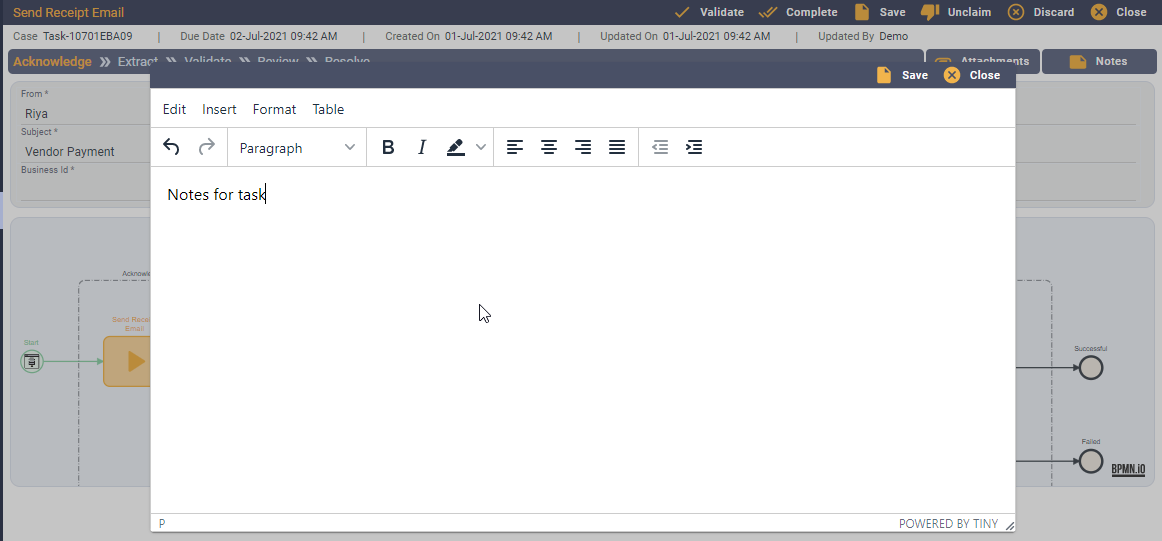 Send Receipt Email Validate Complete Save Unclaim Discard Close
Case Task-10701EBA09 | Due Date 02-Jul-2021 09:42 AM | Created On 01-Jul-2021 09:42 AM | Updated On 01-Jul-2021 09:42 AM | Updated By Demo
Acknowledge » Extract » Validate » Review » Resolve Attachments Notes
Save Close
From *
Riya
Subject *
Vendor Payment
Business Id *
Edit Insert Format Table
Paragraph B I
Notes for task
Send Receipt
Email
Start
Successful
Failed
BPMN.iO
P POWERED BY TINY